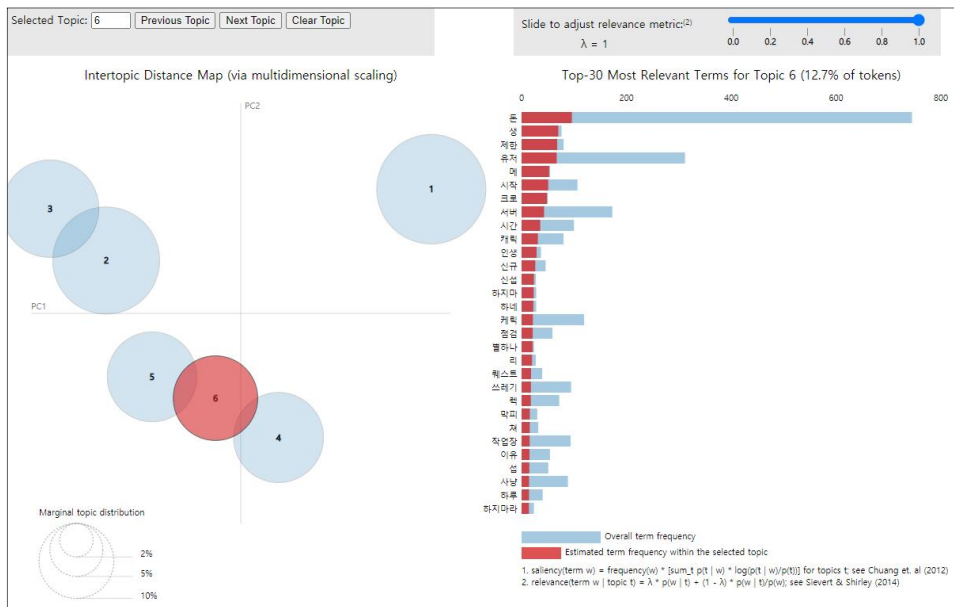 Selected Topic: 6 Previous Topic Next Topic Clear Topic
Slide to adjust relevance metric:(2)
λ = 1
0.0 0.2 0.4 0.6 0.8 1.0
Intertopic Distance Map (via multidimensional scaling)
PC2
PC1
1
3
2
5
6
4
Marginal topic distribution
2%
5%
10%
Top-30 Most Relevant Terms for Topic 6 (12.7% of tokens)
0 200 400 600 800
돈
생
제한
유저
메
시작
크로
서버
시간
캐릭
인생
신규
신섭
하지마
하네
케릭
점검
별하나
리
퀘스트
쓰레기
렉
막피
져
작업장
이유
섭
사냥
하루
하지마라
Overall term frequency
Estimated term frequency within the selected topic
1. saliency(term w) = frequency(w) * [sum_t p(t | w) * log(p(t | w)/p(t))] for topics t; see Chuang et. al (2012)
2. relevance(term w | topic t) = λ * p(w | t) + (1 - λ) * p(w | t)/p(w); see Sievert & Shirley (2014)